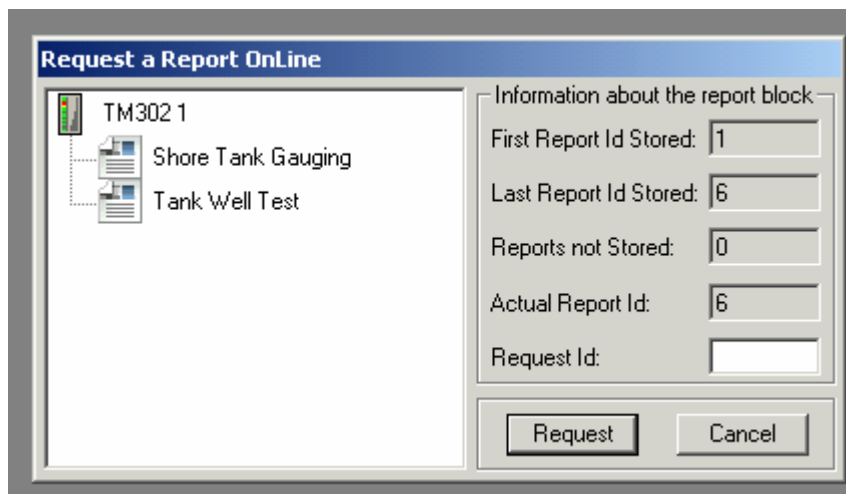 Request a Report OnLine
TM302 1
Shore Tank Gauging
Tank Well Test
Information about the report block
First Report Id Stored: 1
Last Report Id Stored: 6
Reports not Stored: 0
Actual Report Id: 6
Request Id:
Request Cancel